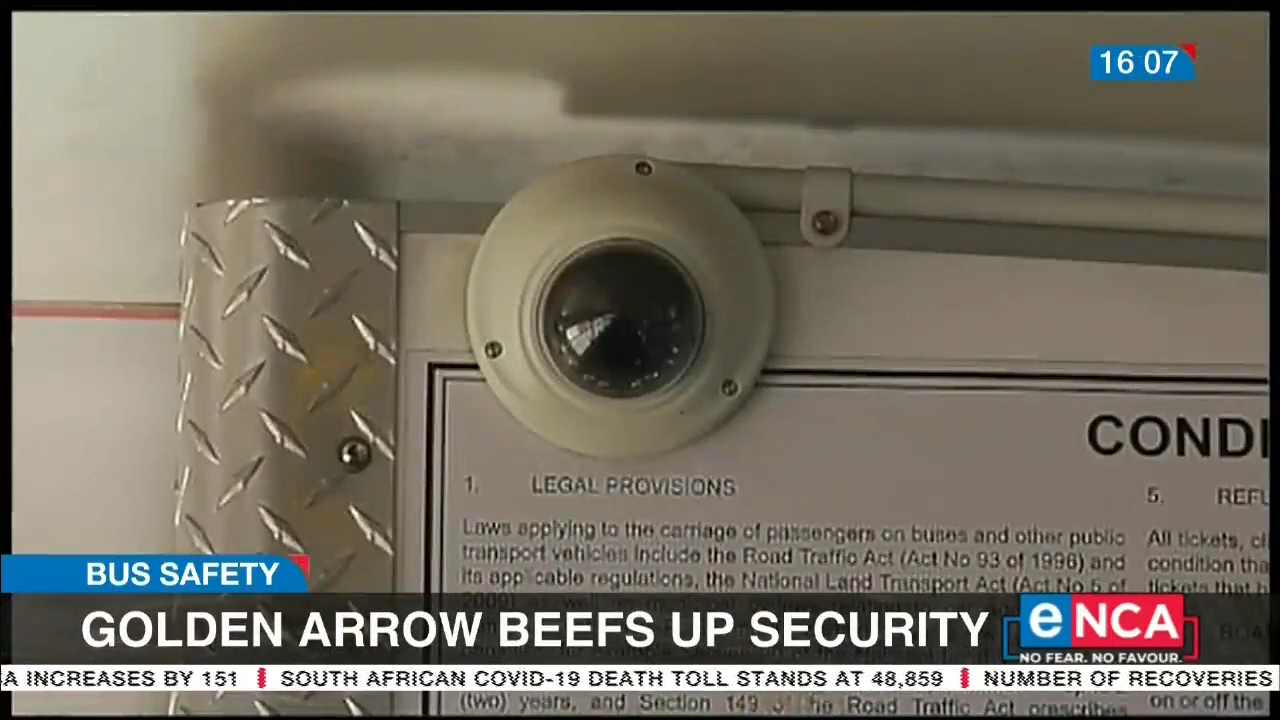 16 07
CONDI
1. LEGAL PROVISIONS
Laws applying to the carriage of passengers on buses and other public
transport vehicles include the Road Traffic Act (Act No 93 of 1996) and
its applicable regulations, the National Land Transport Act (Act No 5 of
5. REFU
All tickets, cl
condition tha
tickets that h
BUS SAFETY
GOLDEN ARROW BEEFS UP SECURITY
eNCA
NO FEAR. NO FAVOUR.
A INCREASES BY 151 SOUTH AFRICAN COVID-19 DEATH TOLL STANDS AT 48,859 NUMBER OF RECOVERIES
(two) years, and Section 149 of the Road Traffic Act prescribes
on or off the